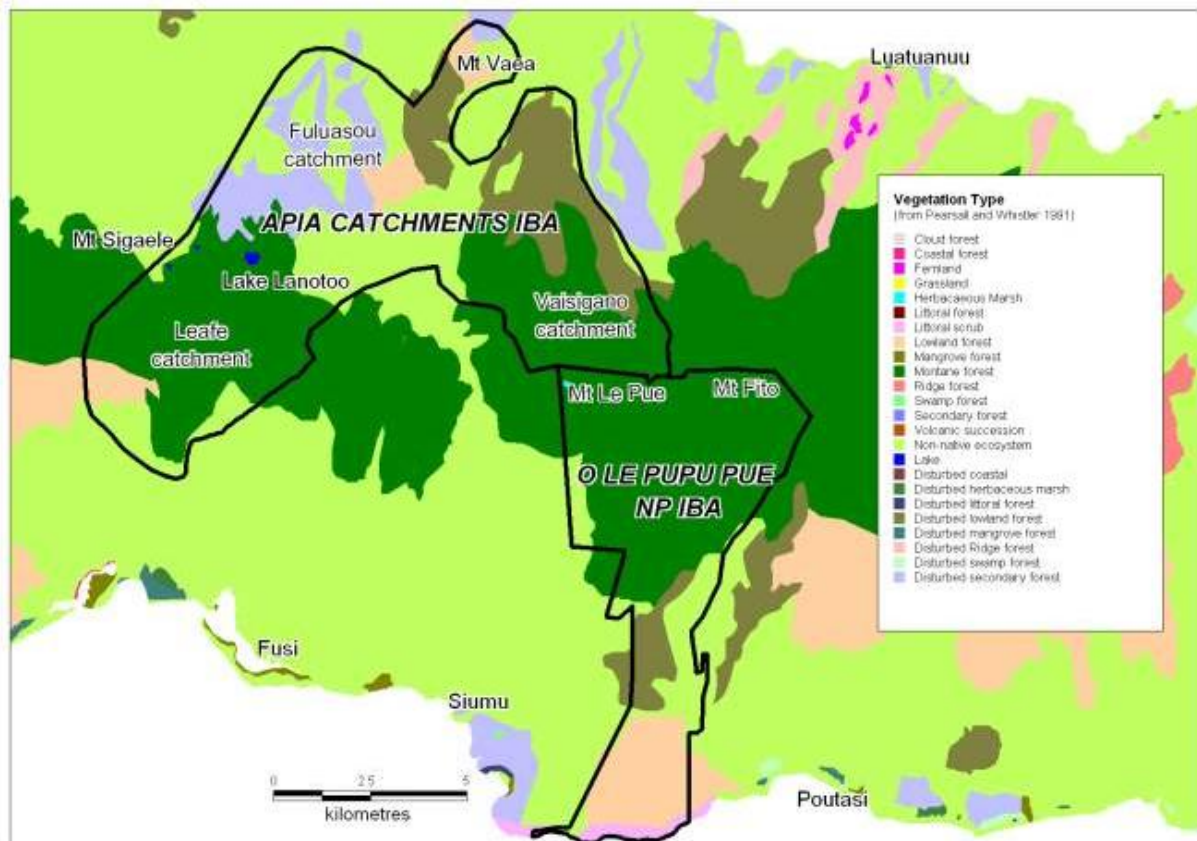 Mt Vaea
Luatuanuu
Fuluasou
catchment
APIA CATCHMENTS IBA
Mt Sigaele
Lake Lanotoo
Leafe
catchment
Vaisigano
catchment
Mt Le Pue
Mt Fito
O LE PUPU PUE
NP IBA
Fusi
Siumu
Poutasi
0 2.5 5
kilometres
Vegetation Type
(from Pearsall and Whistler 1991)
Cloud forest
Coastal forest
Fernland
Grassland
Herbacaeous Marsh
Littoral forest
Littoral scrub
Lowland forest
Mangrove forest
Montane forest
Ridge forest
Swamp forest
Secondary forest
Volcanic succession
Non-native ecosystem
Lake
Disturbed coastal
Disturbed herbaceous marsh
Disturbed littoral forest
Disturbed lowland forest
Disturbed mangrove forest
Disturbed Ridge forest
Disturbed swamp forest
Disturbed secondary forest